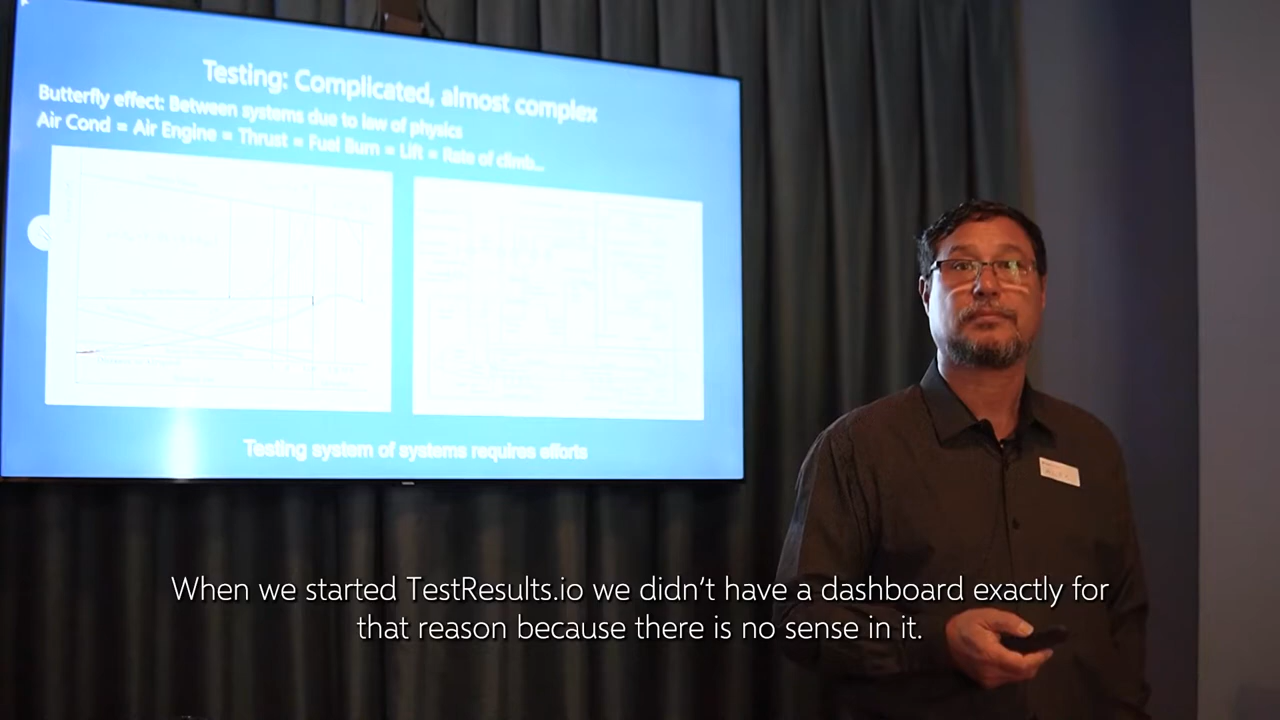 Testing: Complicated, almost complex
Butterfly effect: Between systems due to law of physics
Air Cond = Air Engine = Thrust = Fuel Burn = Lift = Rate of climb...
Testing system of systems requires efforts
When we started TestResults.io we didn't have a dashboard exactly for
that reason because there is no sense in it.